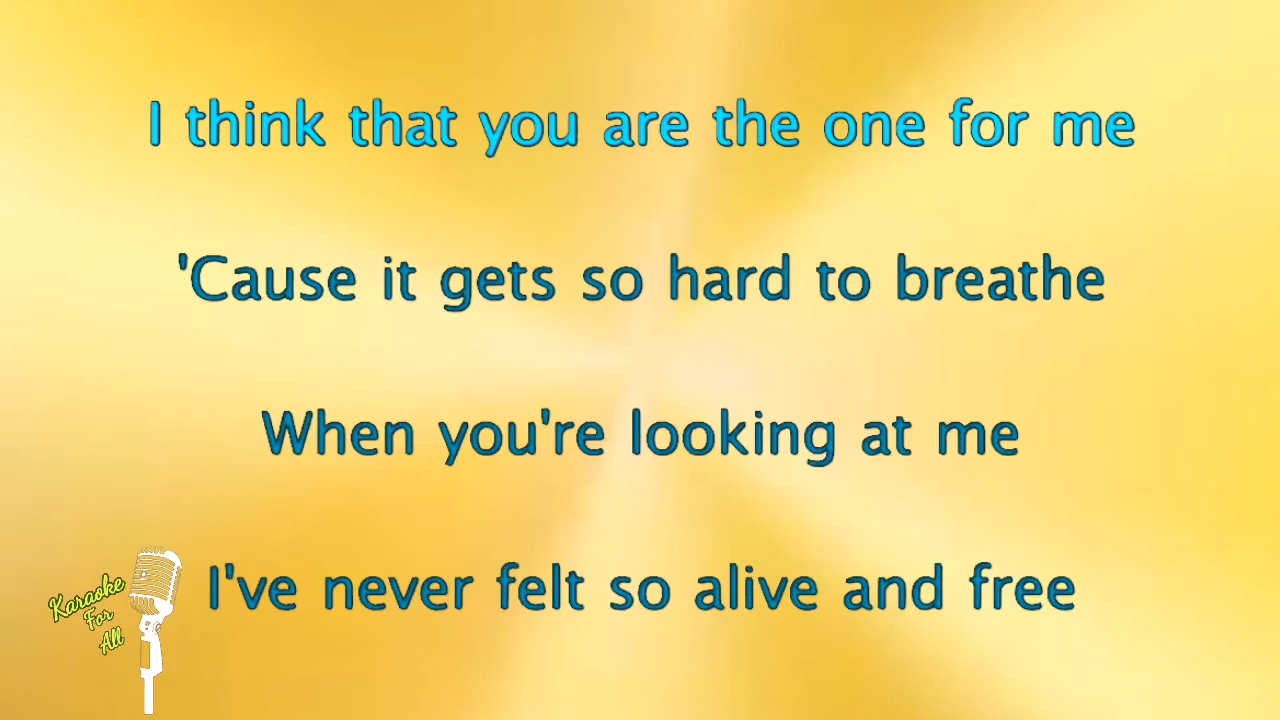 I think that you are the one for me
'Cause it gets so hard to breathe
When you're looking at me
I've never felt so alive and free
Karaoke
For
All